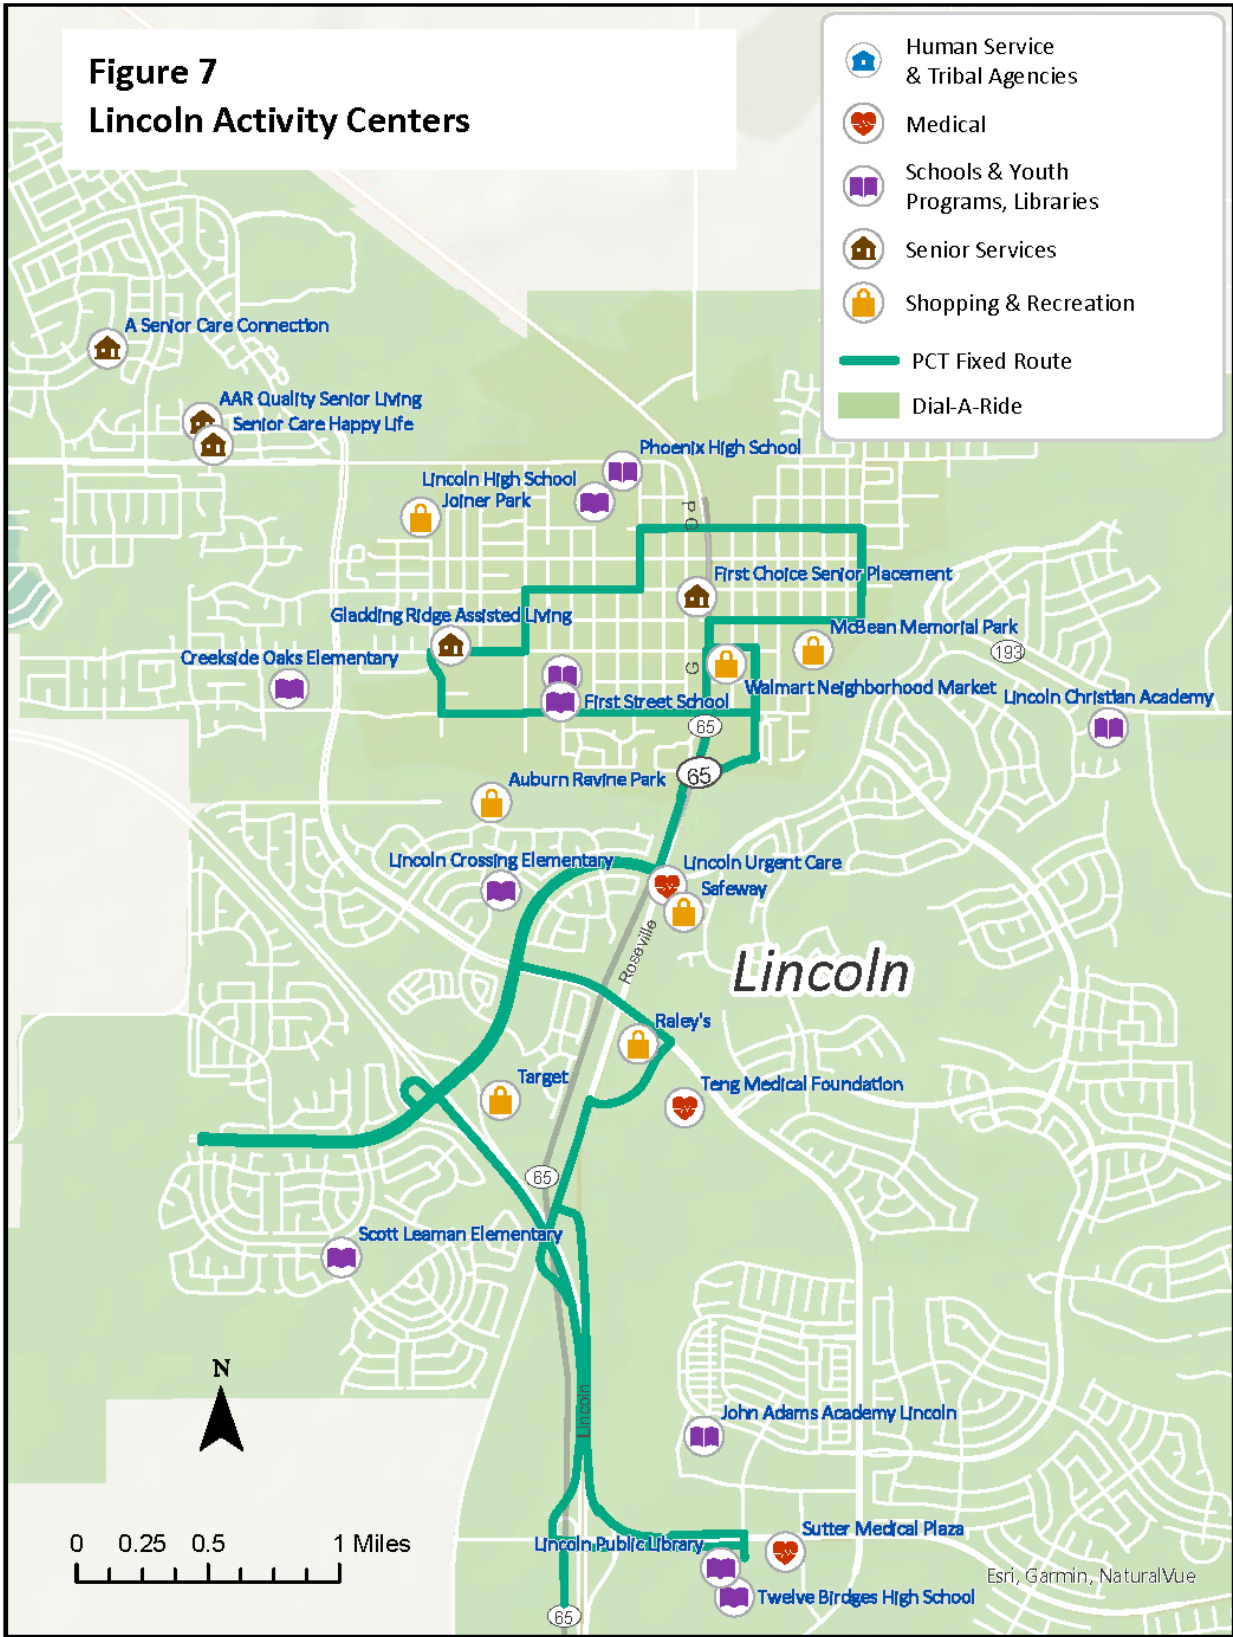 Figure 7
Lincoln Activity Centers
Human Service
& Tribal Agencies
Medical
Schools & Youth
Programs, Libraries
Senior Services
Shopping & Recreation
PCT Fixed Route
Dial-A-Ride
A Senior Care Connection
AAR Quality Senior Living
Senior Care Happy Life
Phoenix High School
Lincoln High School
Joiner Park
P G
First Choice Senior Placement
Gladding Ridge Assisted Living
McBean Memorial Park
193
Creekside Oaks Elementary
G
Walmart Neighborhood Market
Lincoln Christian Academy
First Street School
65
65
Auburn Ravine Park
Lincoln Crossing Elementary
Lincoln Urgent Care
Safeway
Roseville
Lincoln
Raley's
Target
Teng Medical Foundation
65
Scott Leaman Elementary
N
Lincoln
John Adams Academy Lincoln
0 0.25 0.5 1 Miles
Sutter Medical Plaza
Lincoln Public Library
Esri, Garmin, NaturalVue
Twelve Birdges High School
65